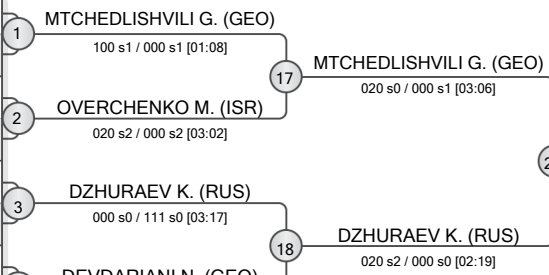 1
MTCHEDLISHVILI G. (GEO)
100 s1 / 000 s1 [01:08]
17
MTCHEDLISHVILI G. (GEO)
020 s0 / 000 s1 [03:06]
2
OVERCHENKO M. (ISR)
020 s2 / 000 s2 [03:02]
3
DZHURAEV K. (RUS)
000 s0 / 111 s0 [03:17]
18
DZHURAEV K. (RUS)
020 s2 / 000 s0 [02:19]
DEVDARIANI N. (GEO)